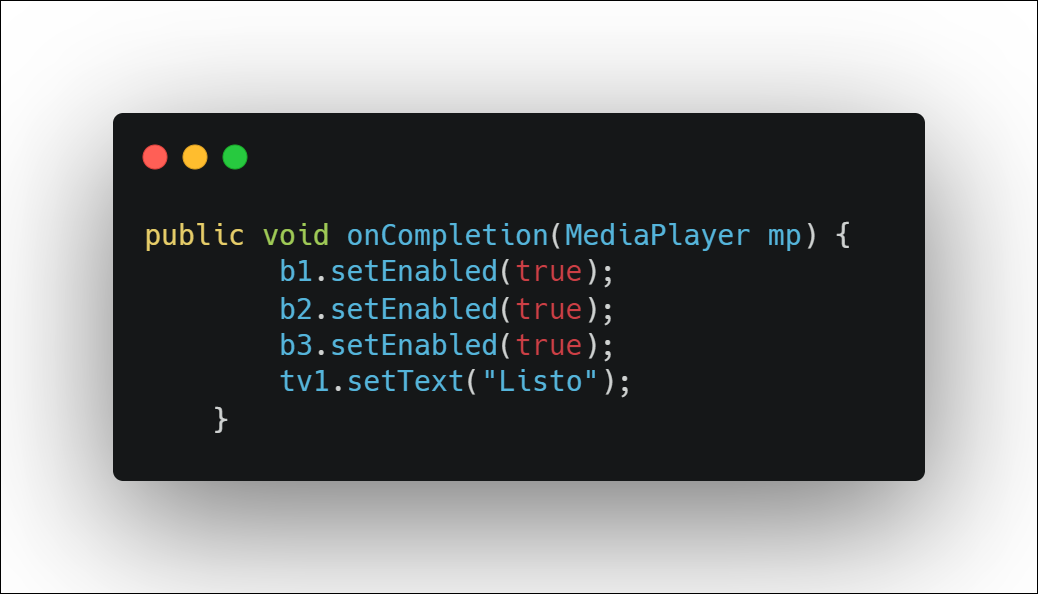 public void onCompletion(MediaPlayer mp) {
        b1.setEnabled(true);
        b2.setEnabled(true);
        b3.setEnabled(true);
        tv1.setText("Listo");
    }